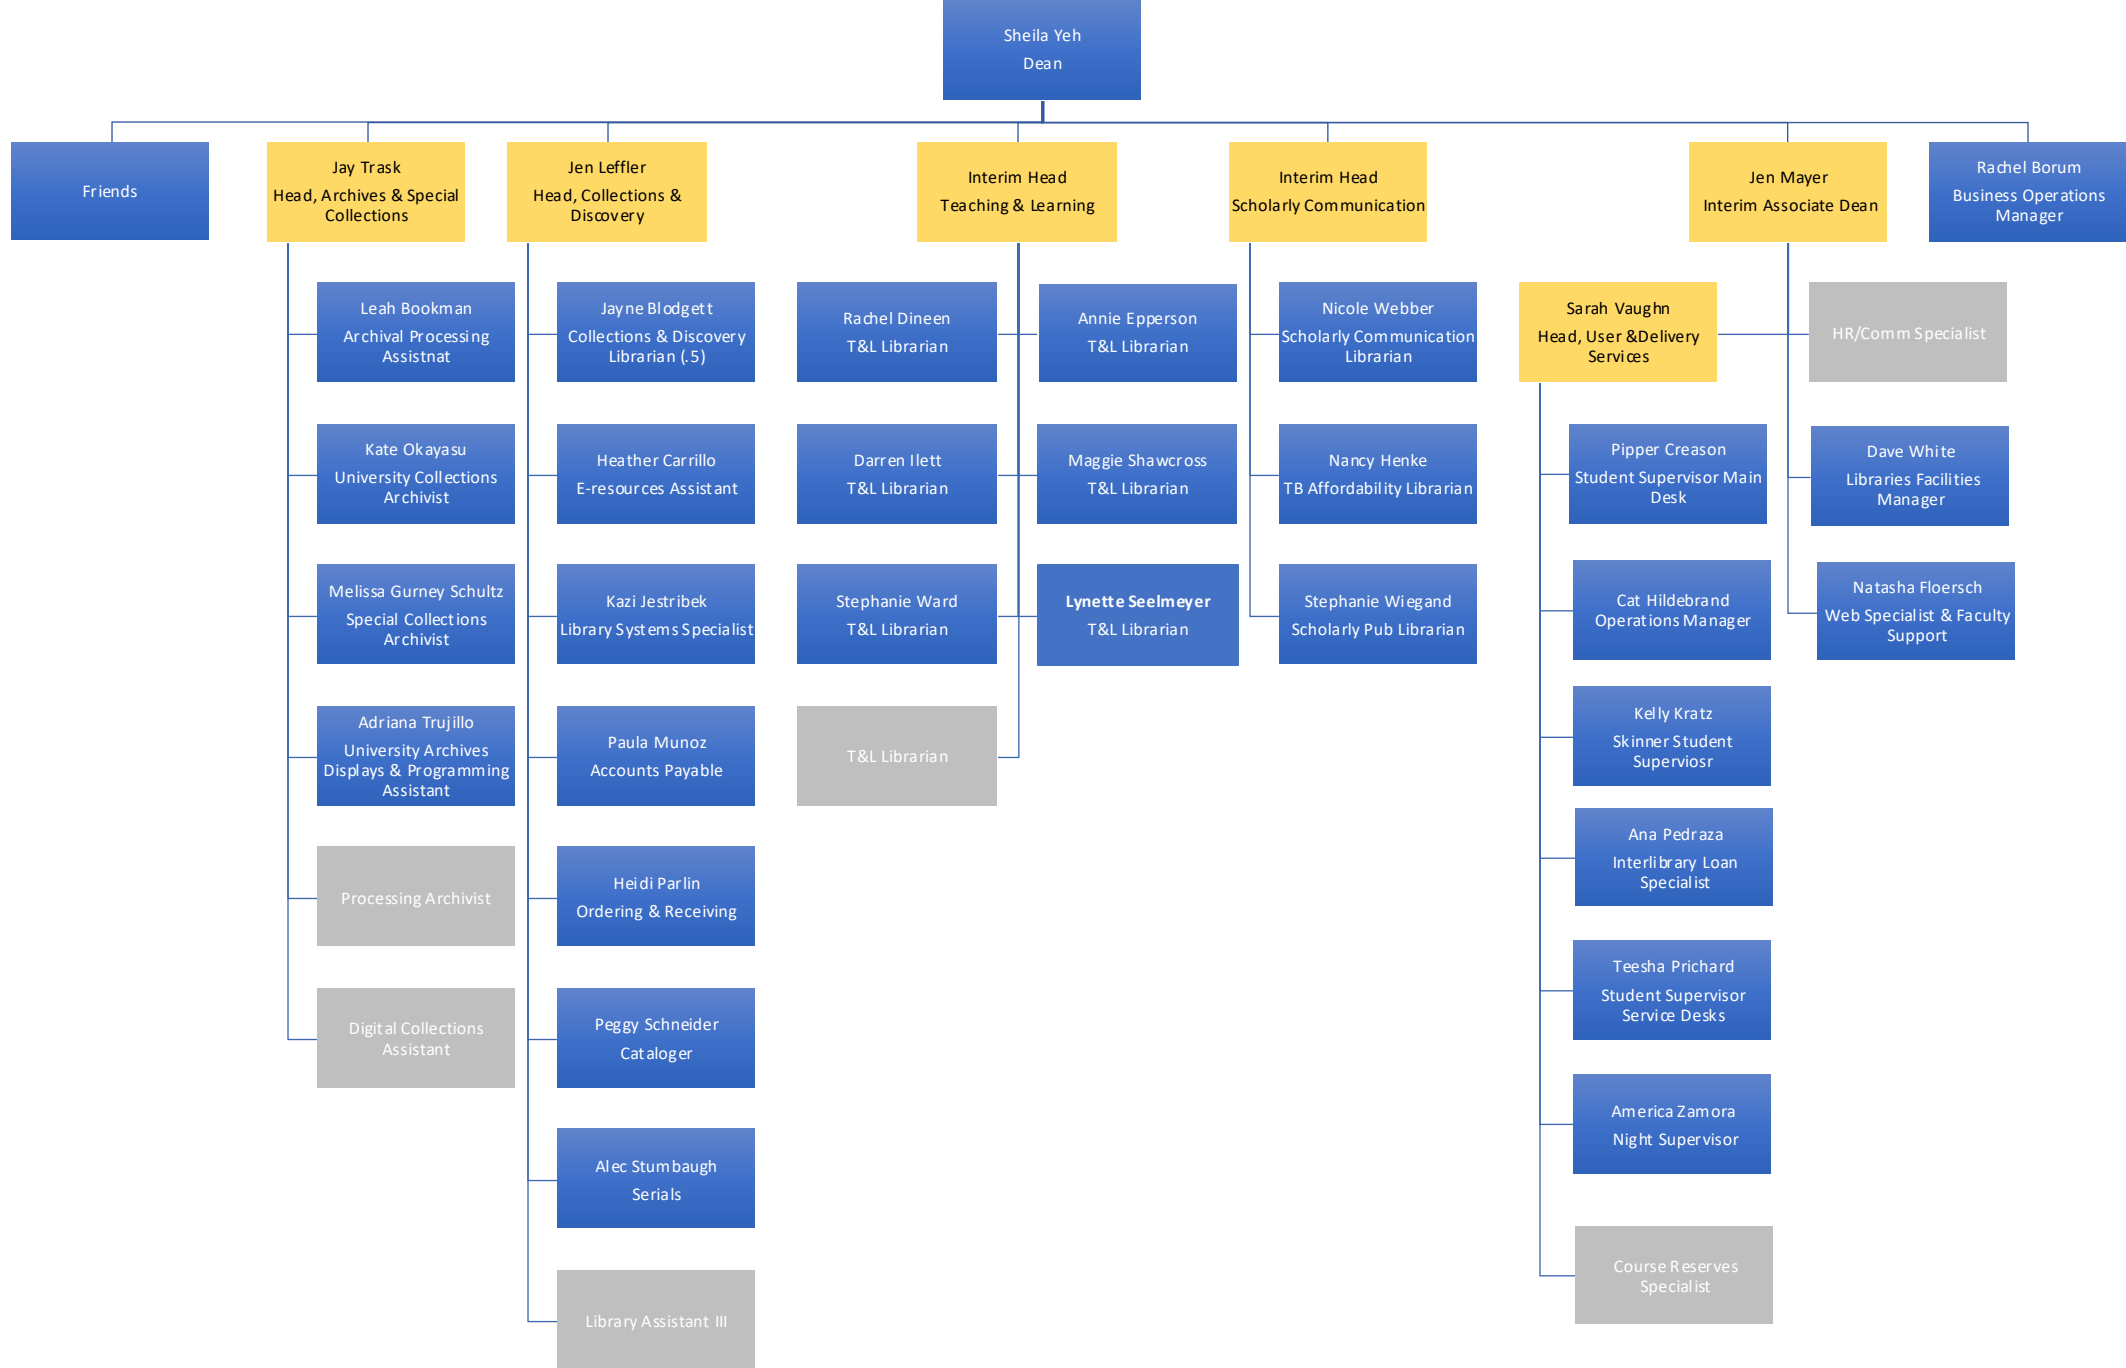 Sheila Yeh
Dean
Friends
Jay Trask
Head, Archives & Special
Collections
Jen Leffler
Head, Collections &
Discovery
Interim Head
Teaching & Learning
Interim Head
Scholarly Communication
Jen Mayer
Interim Associate Dean
Rachel Borum
Business Operations
Manager
Leah Bookman
Archival Processing
Assistnat
Kate Okayasu
University Collections
Archivist
Melissa Gurney Schultz
Special Collections
Archivist
Adriana Trujillo
University Archives
Displays & Programming
Assistant
Processing Archivist
Digital Collections
Assistant
Jayne Blodgett
Collections & Discovery
Librarian (.5)
Heather Carrillo
E-resources Assistant
Kazi Jestribek
Library Systems Specialist
Paula Munoz
Accounts Payable
Heidi Parlin
Ordering & Receiving
Peggy Schneider
Cataloger
Alec Stumbaugh
Serials
Library Assistant III
Rachel Dineen
T&L Librarian
Annie Epperson
T&L Librarian
Darren Ilett
T&L Librarian
Maggie Shawcross
T&L Librarian
Stephanie Ward
T&L Librarian
Lynette Seelmeyer
T&L Librarian
T&L Librarian
Nicole Webber
Scholarly Communication
Librarian
Nancy Henke
TB Affordability Librarian
Stephanie Wiegand
Scholarly Pub Librarian
Sarah Vaughn
Head, User &Delivery
Services
HR/Comm Specialist
Pipper Creason
Student Supervisor Main
Desk
Dave White
Libraries Facilities
Manager
Cat Hildebrand
Operations Manager
Natasha Floersch
Web Specialist & Faculty
Support
Kelly Kratz
Skinner Student
Superviosr
Ana Pedraza
Interlibrary Loan
Specialist
Teesha Prichard
Student Supervisor
Service Desks
America Zamora
Night Supervisor
Course Reserves
Specialist